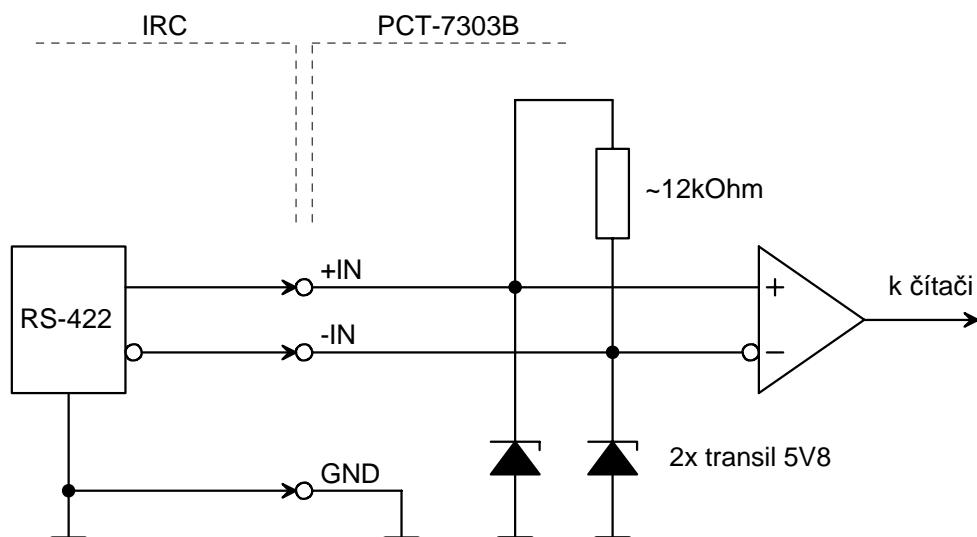 IRC
PCT-7303B
~12kOhm
+IN
k čítači
RS-422
-IN
2x transil 5V8
GND